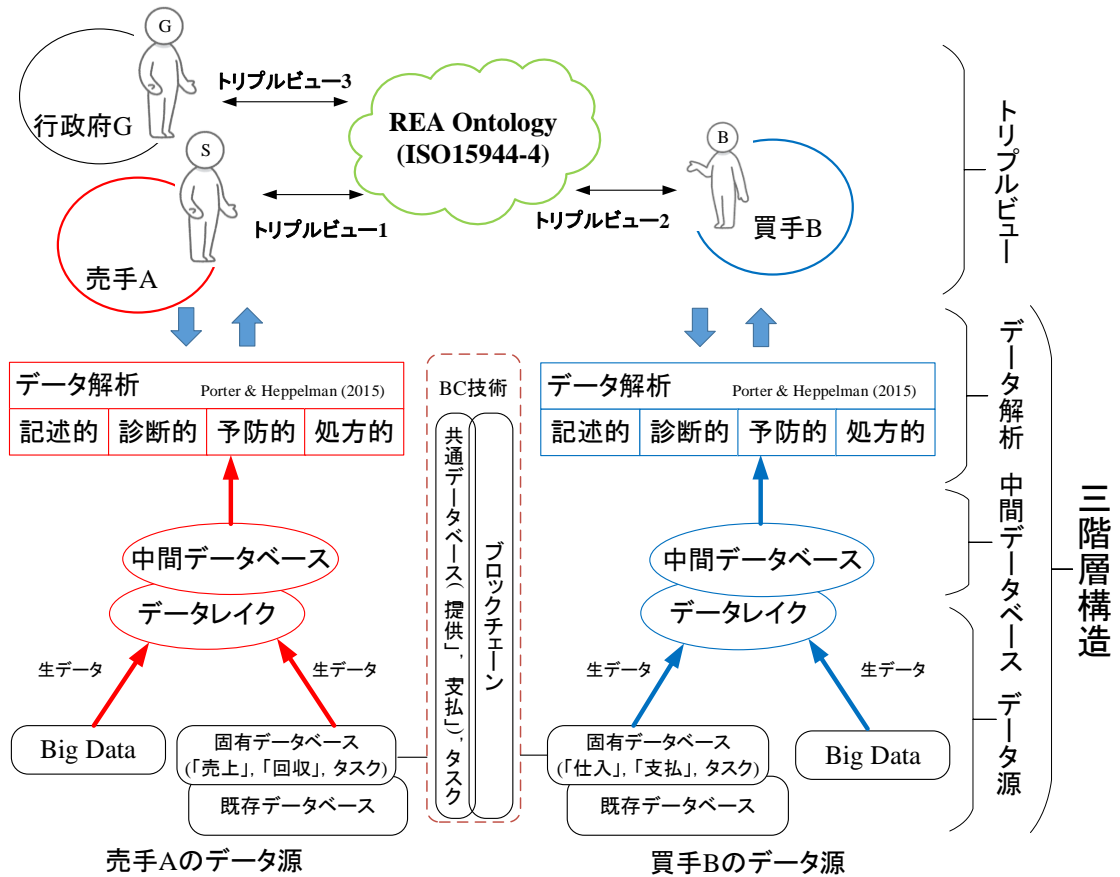 G
行政府G
トリプルビュー3
REA Ontology
(ISO15944-4)
S
B
トリプルビュー1
トリプルビュー2
売手A
買手B
トリプルビュー
データ解析
Porter & Heppelman (2015)
記述的
診断的
予防的
処方的
BC技術
共通データベース(「提供」, 「支払」), タスク
ブロックチェーン
データ解析
Porter & Heppelman (2015)
記述的
診断的
予防的
処方的
データ解析
中間データベース
データレイク
中間データベース
データレイク
中間データベース
三階層構造
生データ
生データ
生データ
生データ
Big Data
固有データベース
(「売上」, 「回収」, タスク)
既存データベース
固有データベース
(「仕入」, 「支払」, タスク)
既存データベース
Big Data
データ源
売手Aのデータ源
買手Bのデータ源